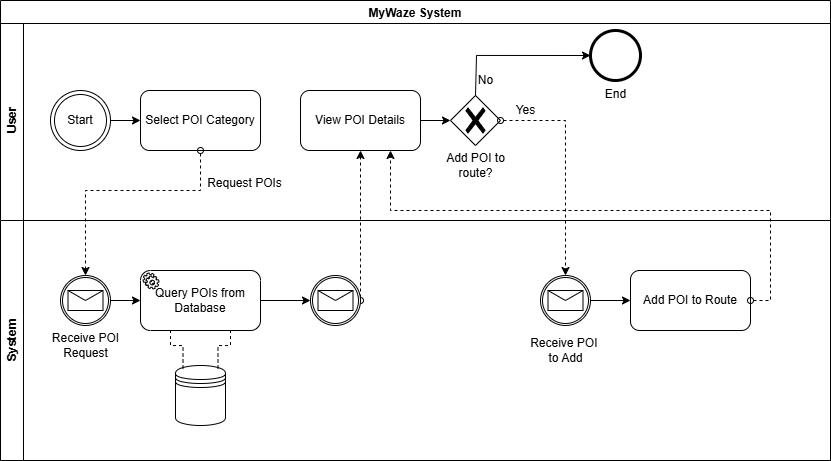 MyWaze System
User
Start
Select POI Category
Request POIs
View POI Details
No
Yes
Add POI to
route?
End
System
Receive POI
Request
Query POIs from
Database
Receive POI
to Add
Add POI to Route